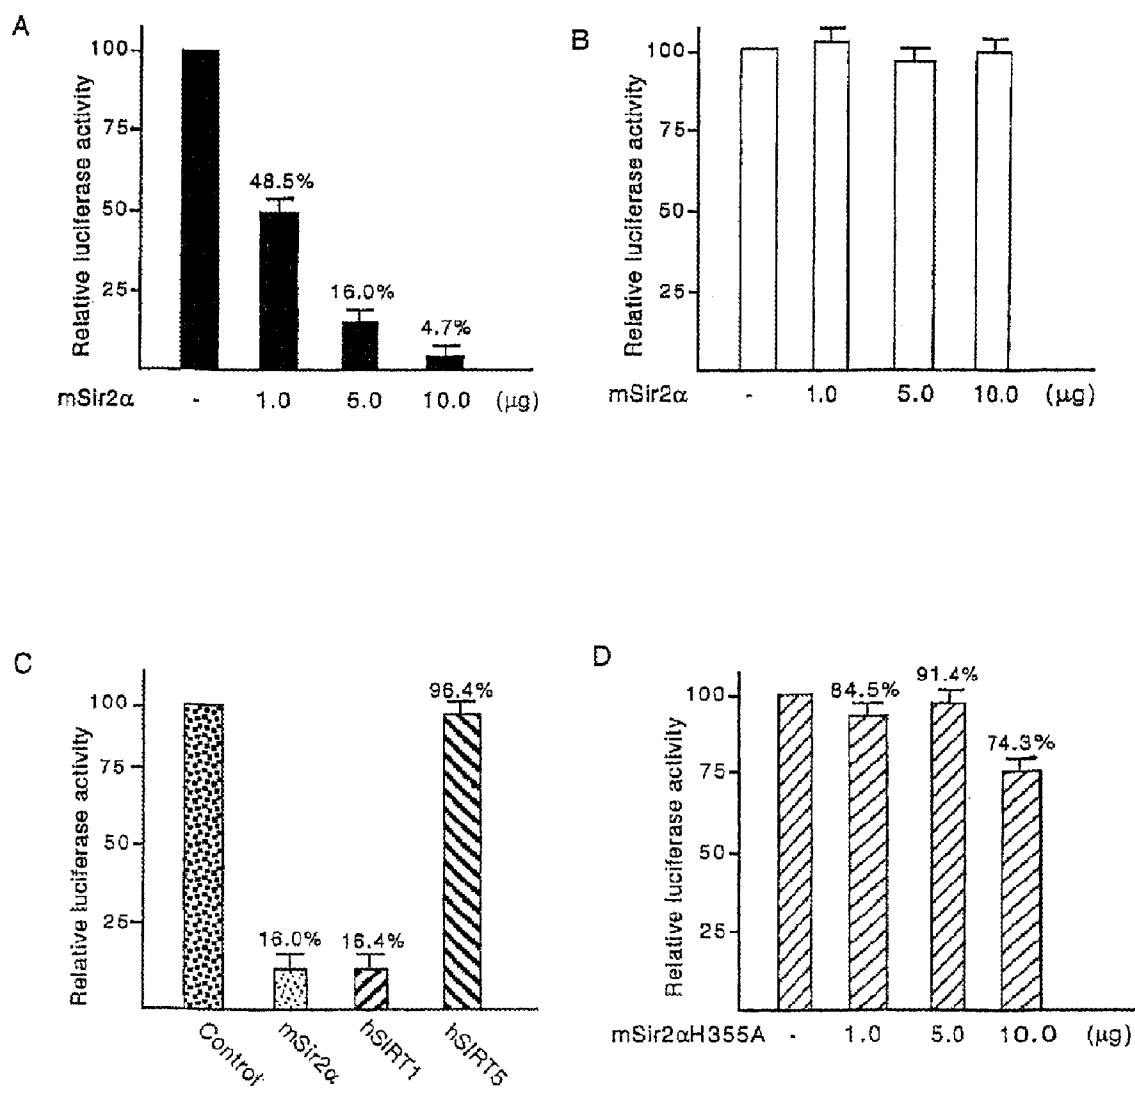 A
Relative luciferase activity
100
75
50
25
48.5%
16.0%
4.7%
mSir2α - 1.0 5.0 10.0 (μg)
B
Relative luciferase activity
100
75
50
25
mSir2α - 1.0 5.0 10.0 (μg)
C
Relative luciferase activity
100
75
50
25
16.0%
16.4%
96.4%
Control
mSir2α
hSIRT1
hSIRT5
D
Relative luciferase activity
100
75
50
25
84.5%
91.4%
74.3%
mSir2αH355A - 1.0 5.0 10.0 (μg)